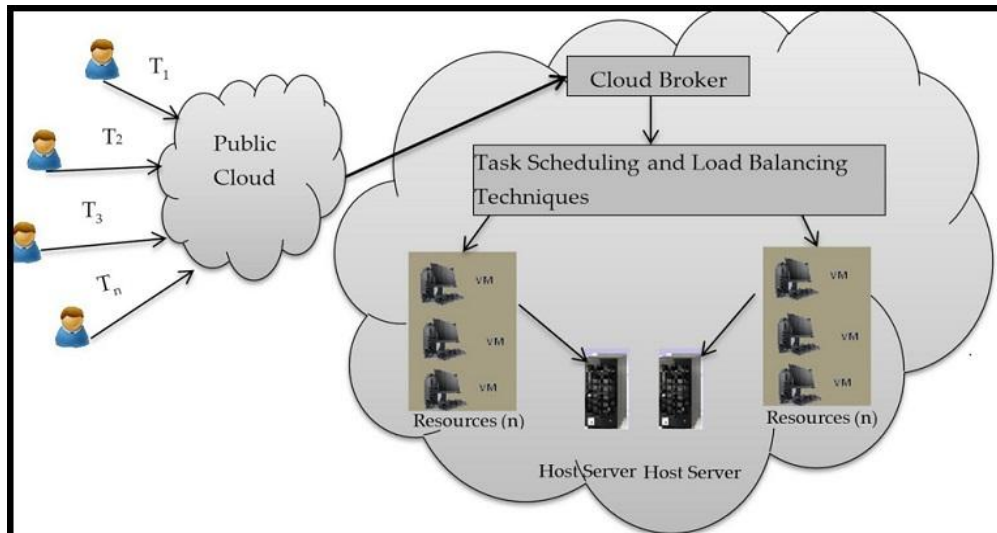 T1
T2
T3
Tn
Public
Cloud
Cloud Broker
Task Scheduling and Load Balancing
Techniques
VM
VM
VM
Resources (n)
VM
VM
VM
Resources (n)
Host Server
Host Server